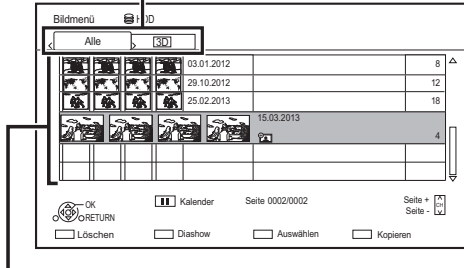 Bildmenü HDD
Alle 3D
03.01.2012 8
29.10.2012 12
25.02.2013 18
15.03.2013
4
OK
RETURN
Kalender Seite 0002/0002 Seite + CH
Seite -
Löschen Diashow Auswählen Kopieren